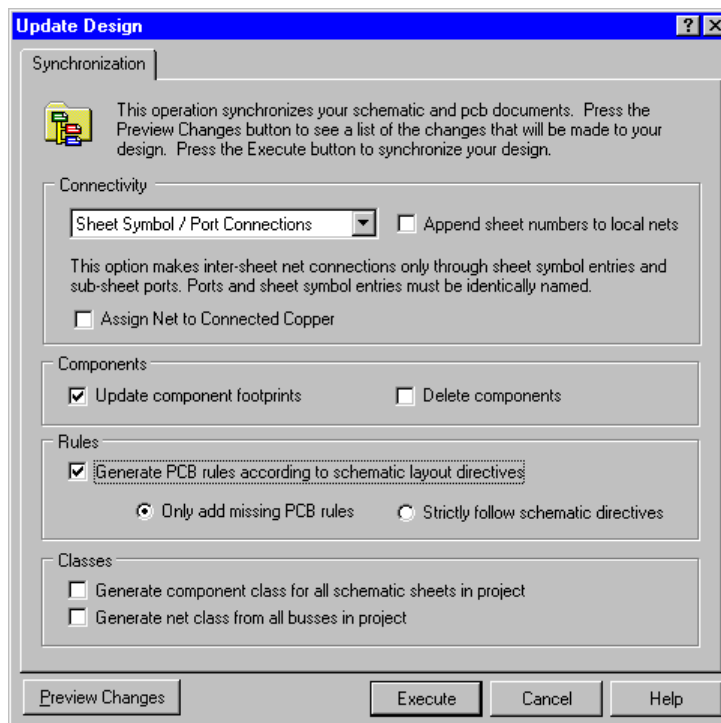 Update Design
Synchronization
This operation synchronizes your schematic and pcb documents. Press the
Preview Changes button to see a list of the changes that will be made to your
design. Press the Execute button to synchronize your design.
Connectivity
Sheet Symbol / Port Connections
Append sheet numbers to local nets
This option makes inter-sheet net connections only through sheet symbol entries and
sub-sheet ports. Ports and sheet symbol entries must be identically named.
Assign Net to Connected Copper
Components
Update component footprints
Delete components
Rules
Generate PCB rules according to schematic layout directives
Only add missing PCB rules
Strictly follow schematic directives
Classes
Generate component class for all schematic sheets in project
Generate net class from all busses in project
Preview Changes
Execute
Cancel
Help